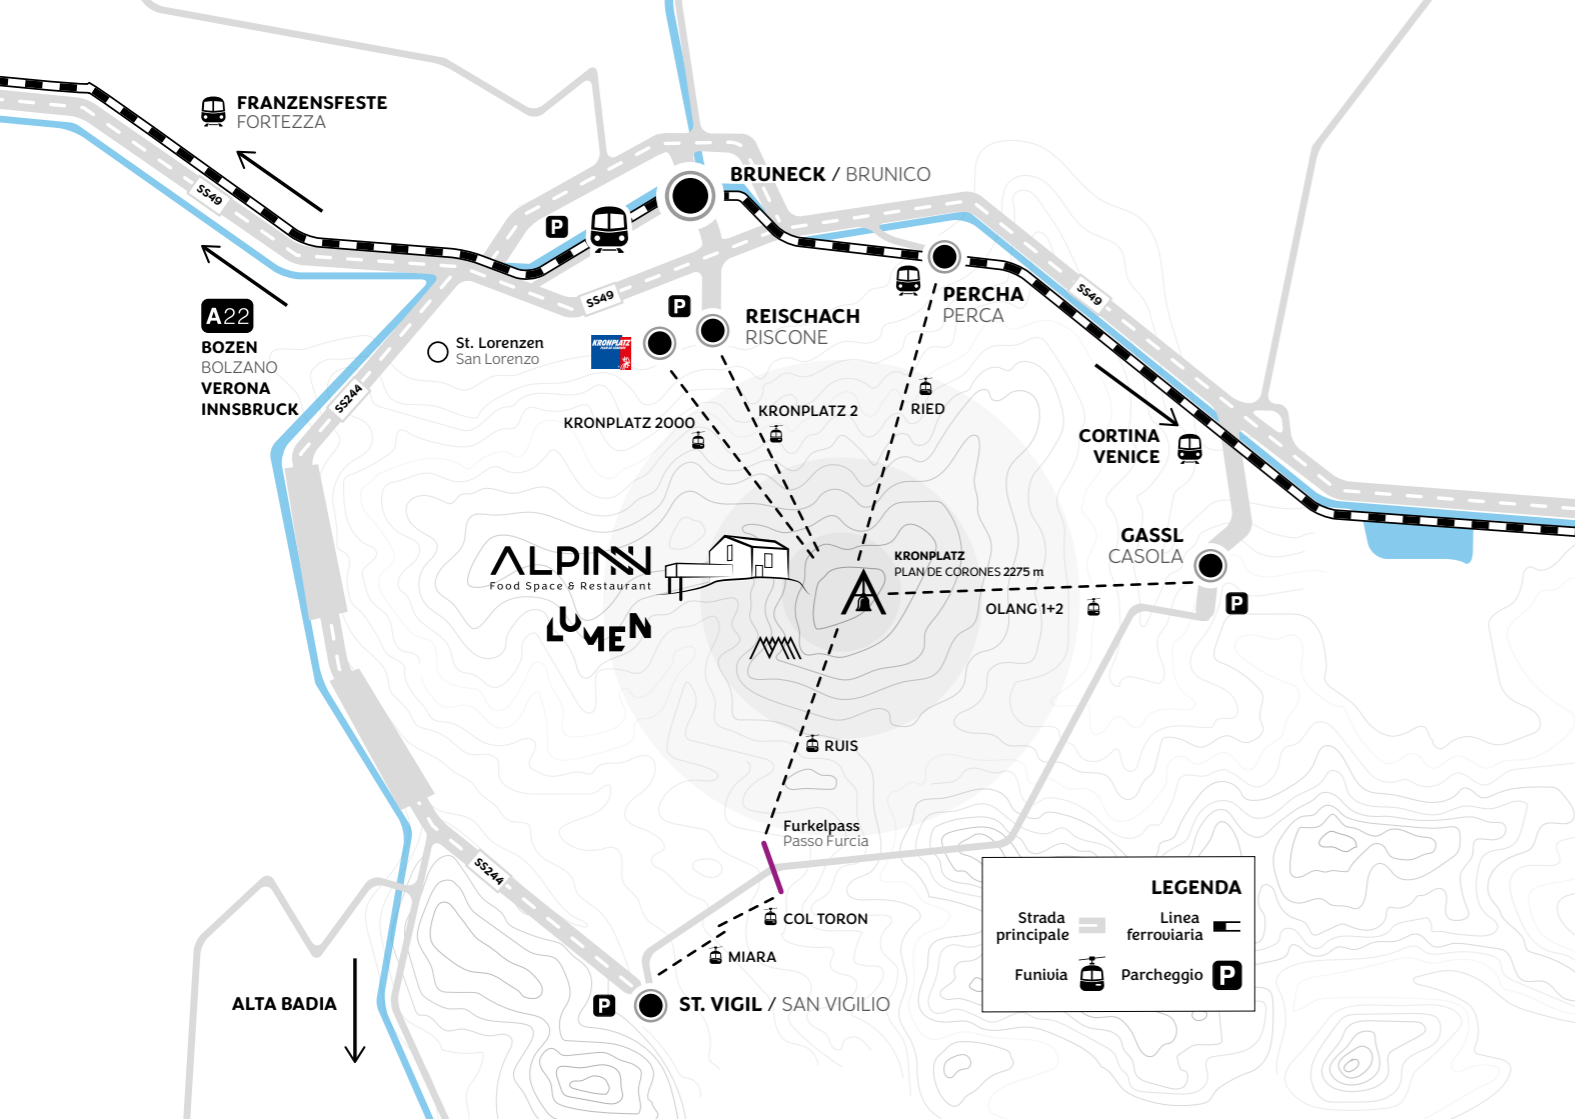 FRANZENSFESTE
FORTEZZA
SS49
BRUNECK / BRUNICO
P
SS49
PERCHA
PERCA
SS49
A22
BOZEN
BOLZANO
VERONA
INNSBRUCK
P
REISCHACH
RISCONE
St. Lorenzen
San Lorenzo
KRONPLATZ
SS244
KRONPLATZ 2000
KRONPLATZ 2
RIED
CORTINA
VENICE
GASSL
CASOLA
P
ALPINN
Food Space & Restaurant
LUMEN
KRONPLATZ
PLAN DE CORONES 2275 m
OLANG 1+2
RUIS
Furkelpass
Passo Furcia
SS244
COL TORON
MIARA
P
ST. VIGIL / SAN VIGILIO
ALTA BADIA
LEGENDA
Strada
principale
Linea
ferroviaria
Funivia
Parcheggio
P